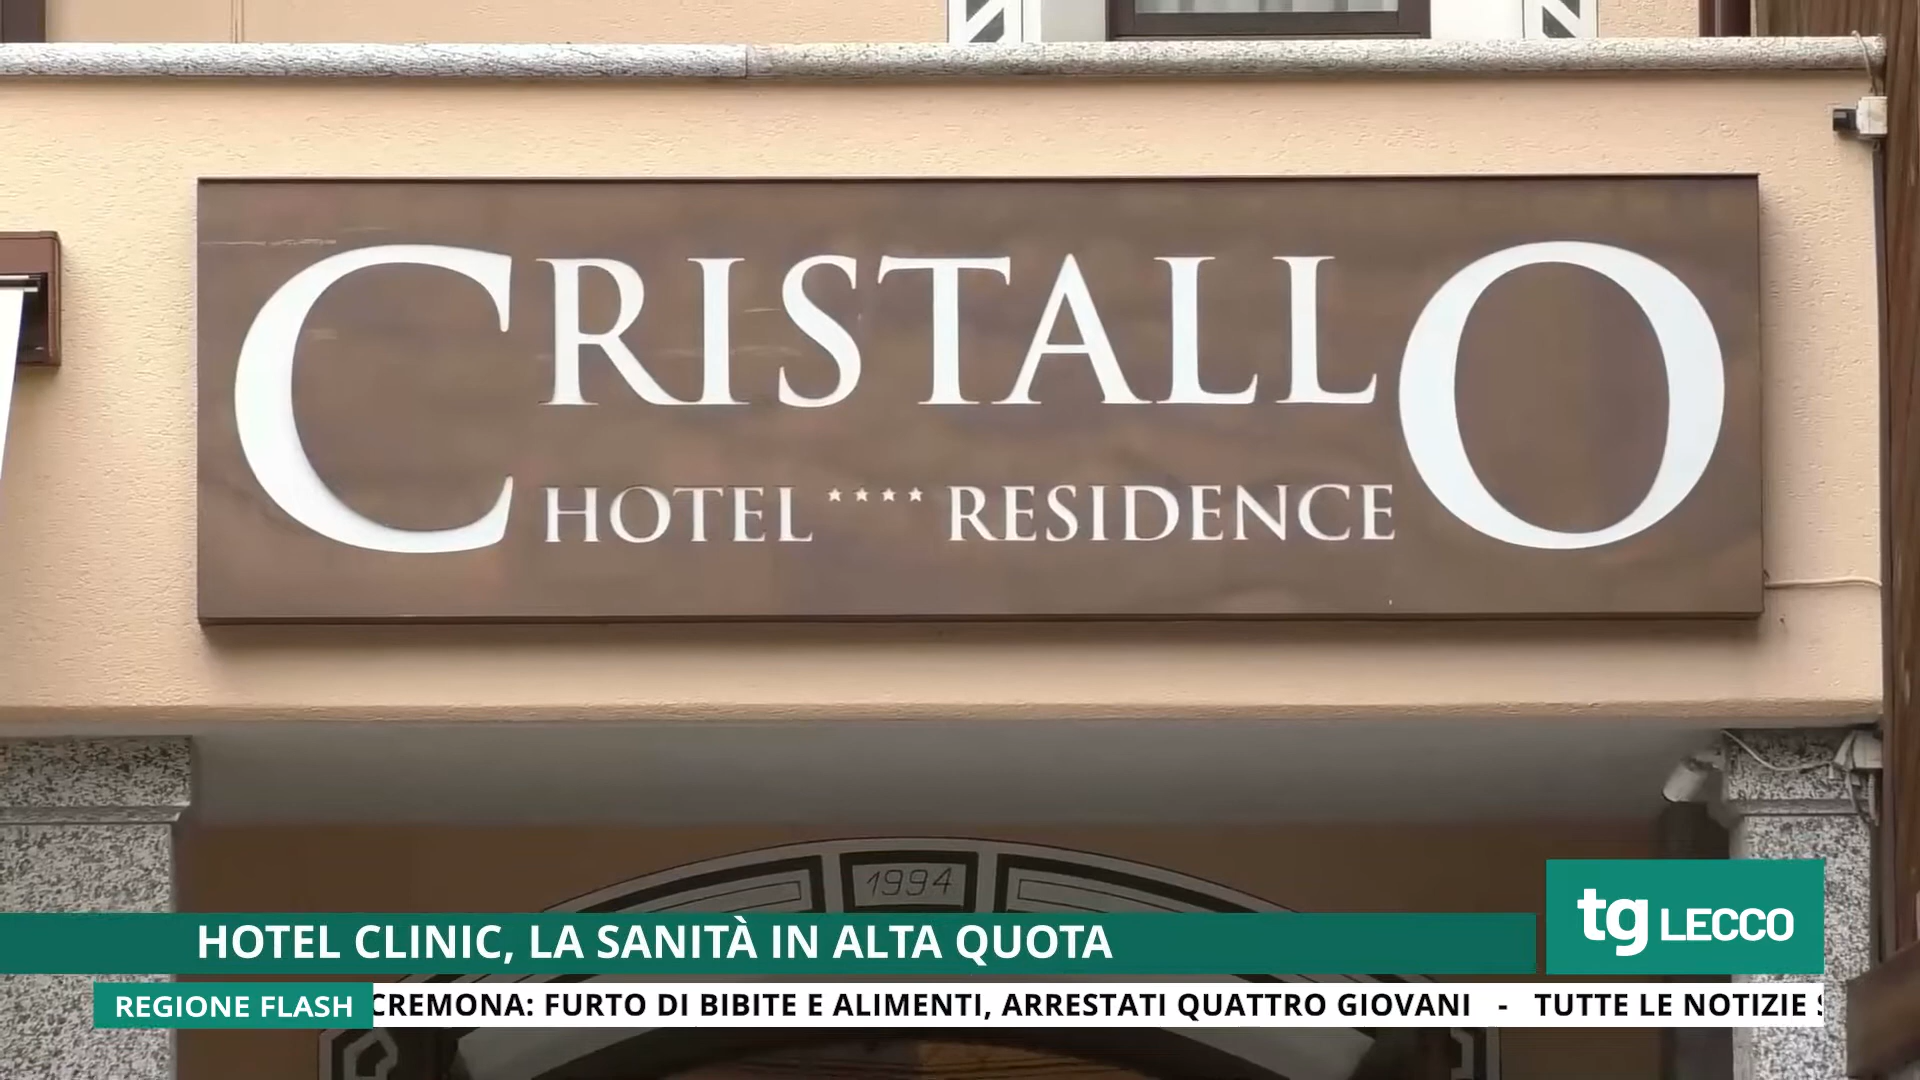 CRISTALLO
HOTEL **** RESIDENCE
1994
HOTEL CLINIC, LA SANITÀ IN ALTA QUOTA
tg LECCO
REGIONE FLASH CREMONA: FURTO DI BIBITE E ALIMENTI, ARRESTATI QUATTRO GIOVANI - TUTTE LE NOTIZIE